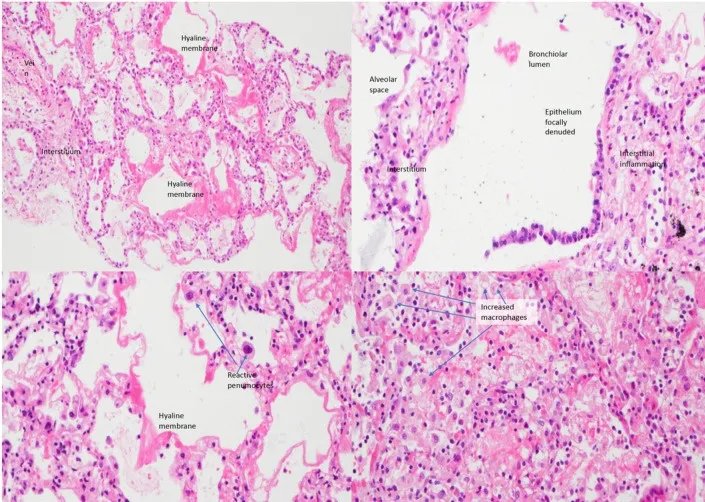 Hyaline
membrane
Vei
n
Interstitium
Hyaline
membrane
Bronchiolar
lumen
Alveolar
space
Epithelium
focally
denuded
Interstitium
Interstitial
inflammation
Reactive
penumocytes
Hyaline
membrane
Increased
macrophages